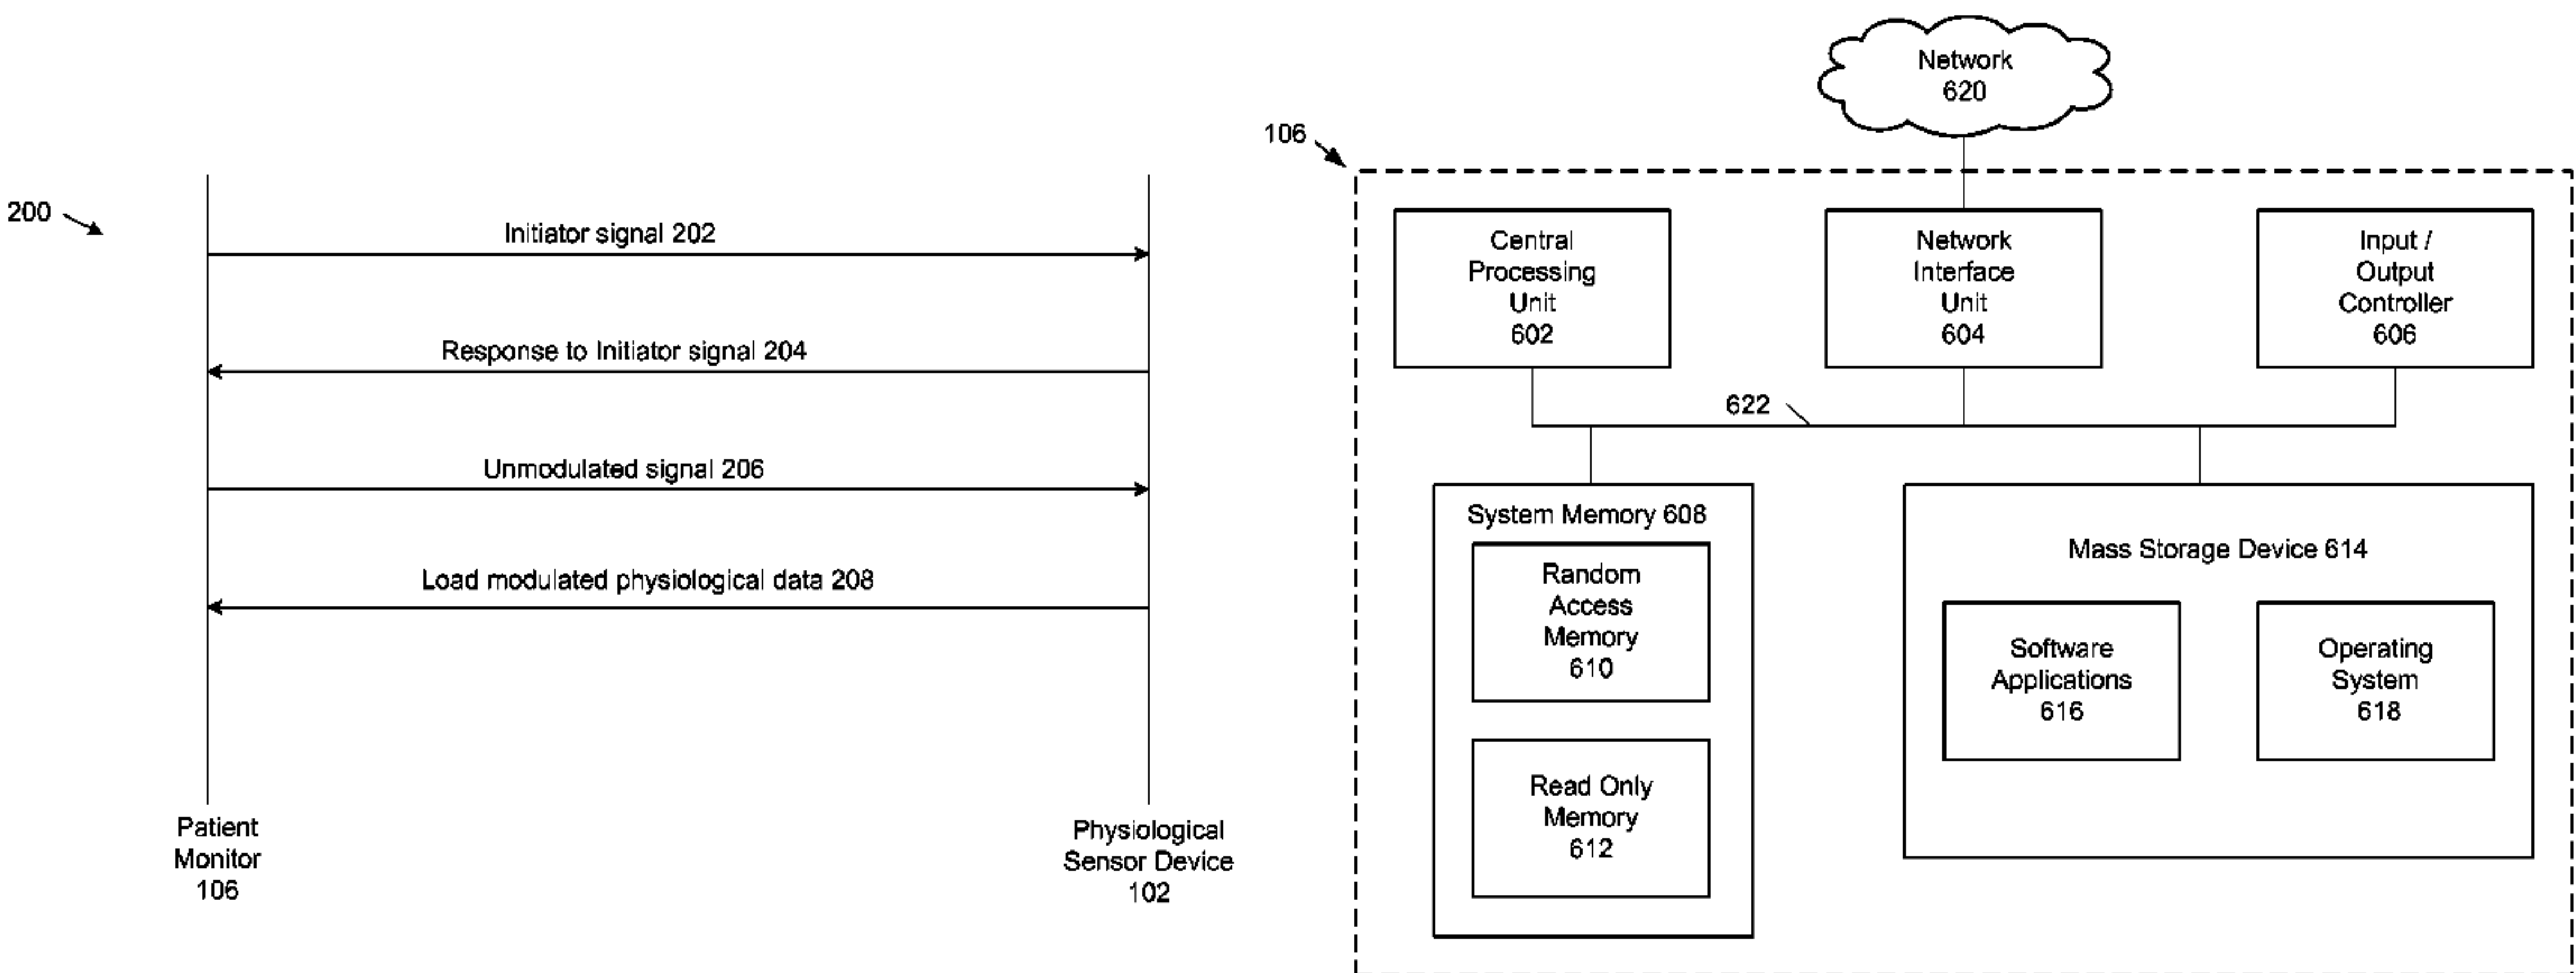 200
Initiator signal 202
Response to Initiator signal 204
Unmodulated signal 206
Load modulated physiological data 208
Patient
Monitor
106
Physiological
Sensor Device
102
Network
620
106
Central
Processing
Unit
602
Network
Interface
Unit
604
Input /
Output
Controller
606
622
System Memory 608
Random
Access
Memory
610
Read Only
Memory
612
Mass Storage Device 614
Software
Applications
616
Operating
System
618